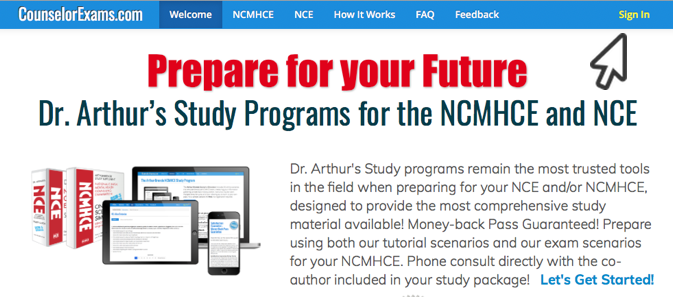 CounselorExams.com Welcome NCMHCE NCE How It Works FAQ Feedback Sign In
Prepare for your Future
Dr. Arthur's Study Programs for the NCMHCE and NCE
Dr. Arthur's Study programs remain the most trusted tools
in the field when preparing for your NCE and/or NCMHCE,
designed to provide the most comprehensive study
material available! Money-back Pass Guaranteed! Prepare
using both our tutorial scenarios and our exam scenarios
for your NCMHCE. Phone consult directly with the co-
author included in your study package! Let's Get Started!
NCE
NCMHCE